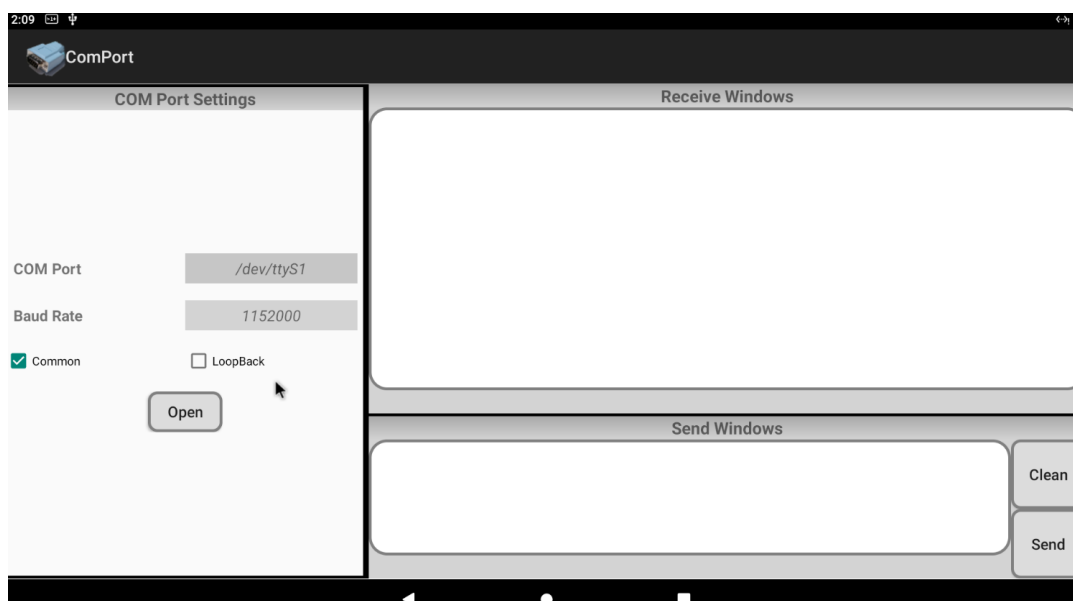 2:09
ComPort
COM Port Settings
COM Port
/dev/ttyS1
Baud Rate
1152000
Common
LoopBack
Open
Receive Windows
Send Windows
Clean
Send